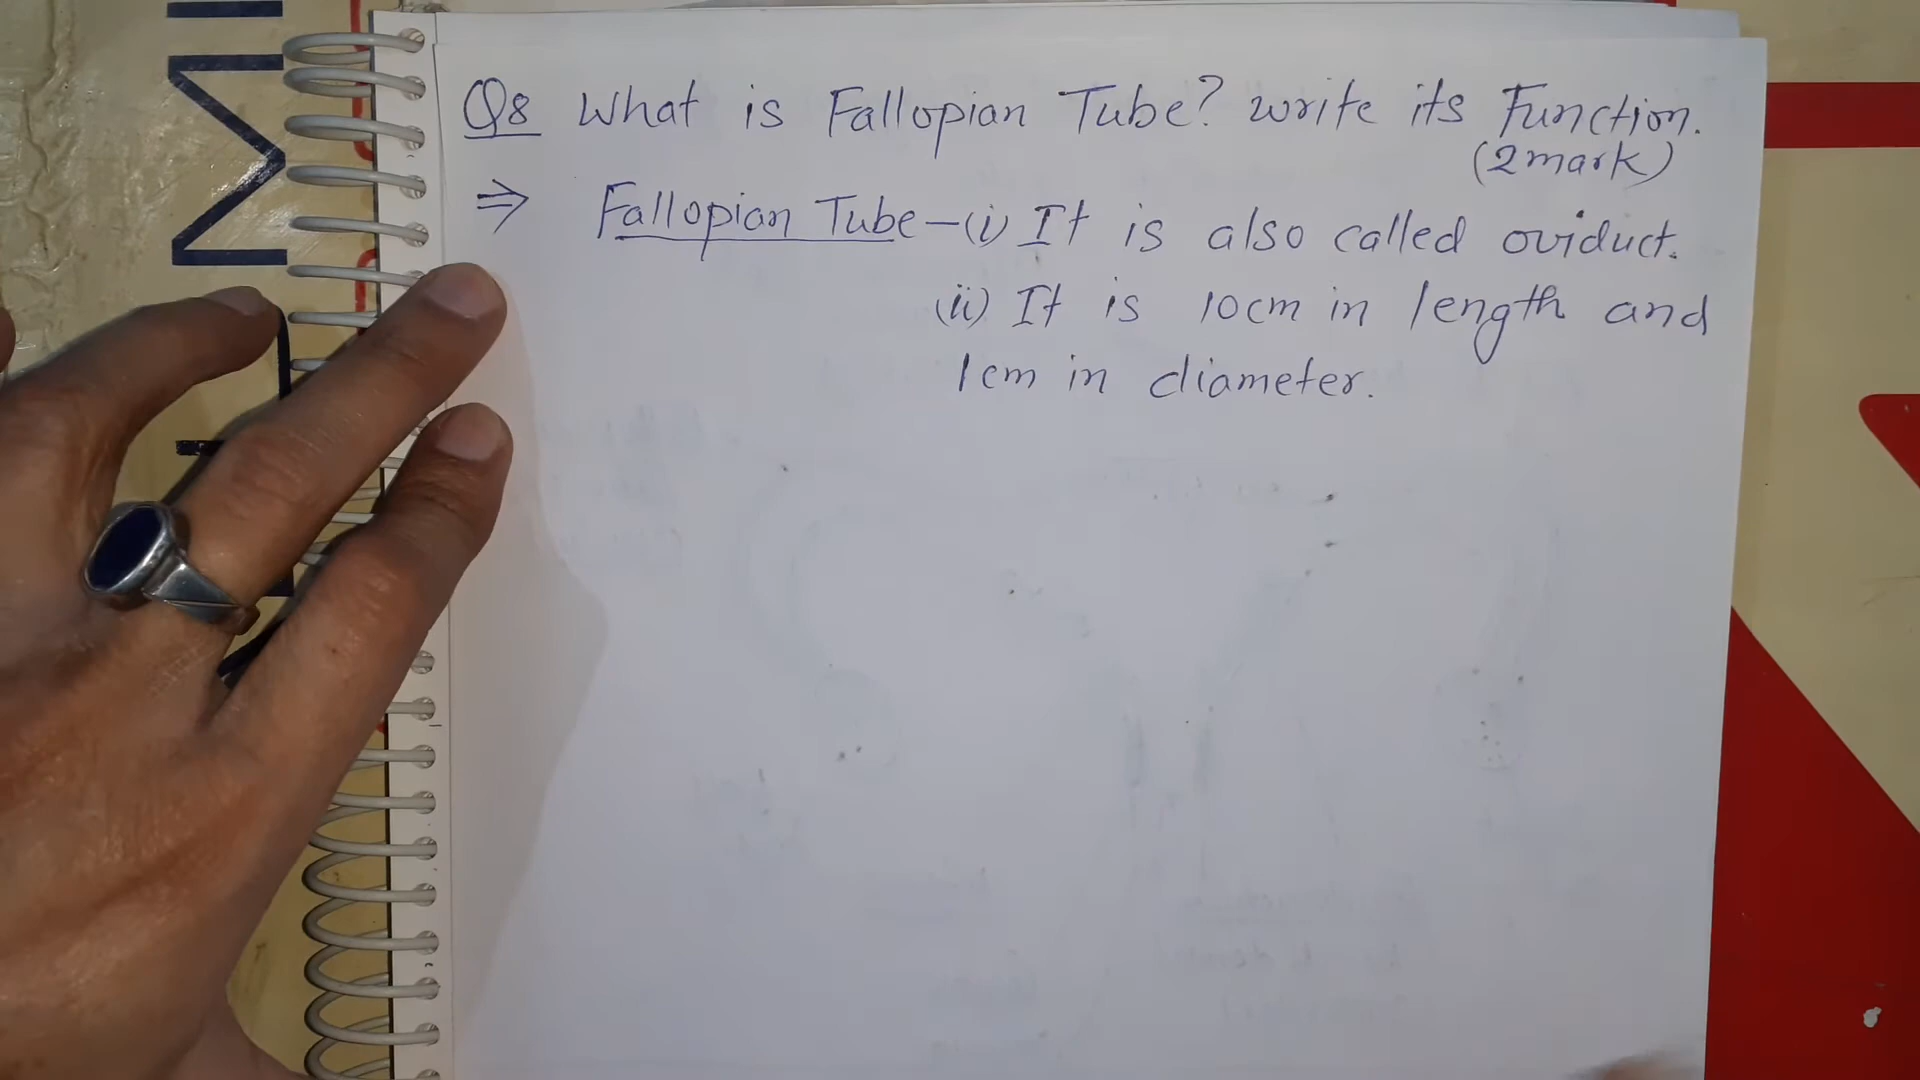 Q8 What is Fallopian Tube? write its Function.
(2mark)
⇒ Fallopian Tube-(i) It is also called oviduct.
(ii) It is 10cm in length and
1cm in diameter.